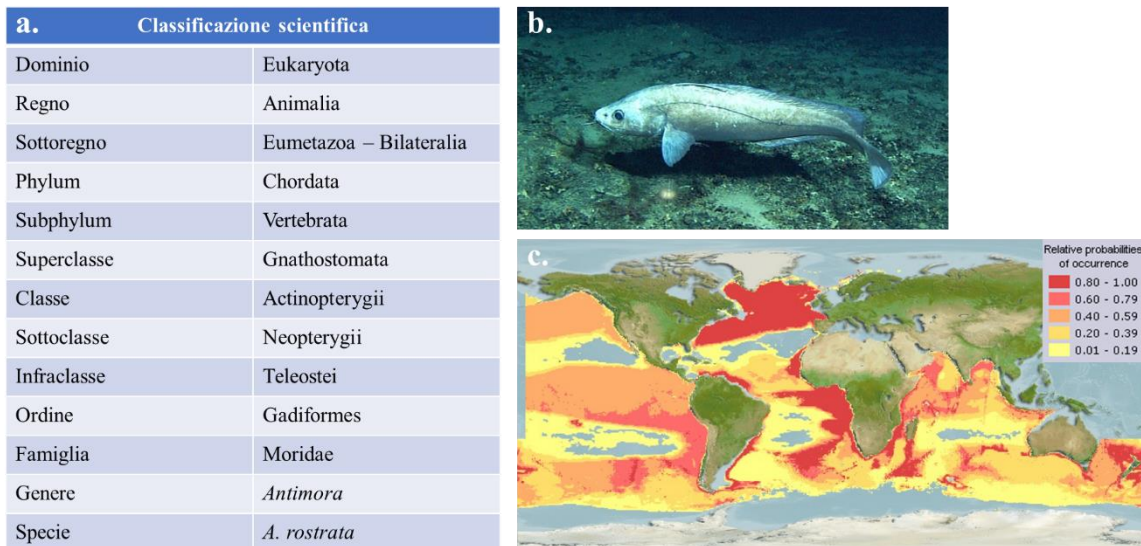 a. Classificazione scientifica
Dominio Eukaryota
Regno Animalia
Sottoregno Eumetazoa – Bilateralia
Phylum Chordata
Subphylum Vertebrata
Superclasse Gnathostomata
Classe Actinopterygii
Sottoclasse Neopterygii
Infraclasse Teleostei
Ordine Gadiformes
Famiglia Moridae
Genere Antimora
Specie A. rostrata
b.
c.
Relative probabilities
of occurrence
0.80 - 1.00
0.60 - 0.79
0.40 - 0.59
0.20 - 0.39
0.01 - 0.19